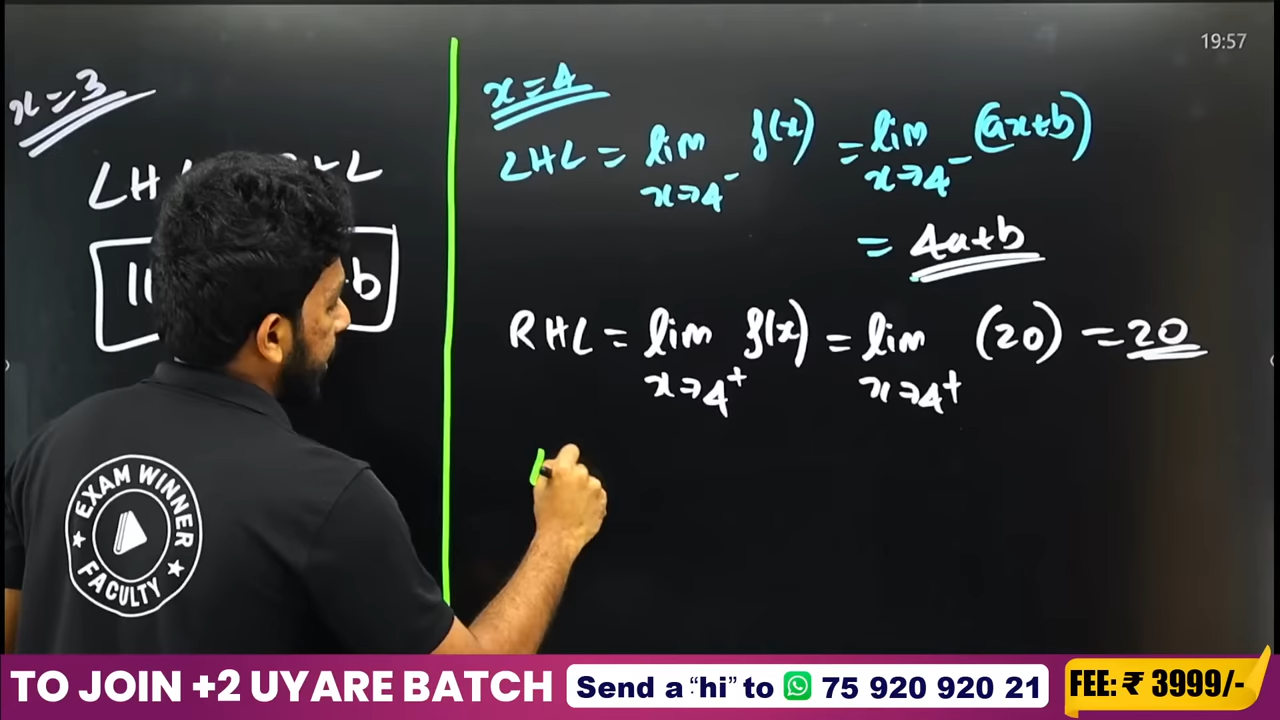 19:57
x=3
x=4
LHL = lim x→4⁻ f(x) = lim x→4⁻ (ax+b)
= 4a+b
RHL = lim x→4⁺ f(x) = lim x→4⁺ (20) = 20
EXAM WINNER
FACULTY
TO JOIN +2 UYARE BATCH
Send a “hi” to 75 920 920 21
FEE: ₹ 3999/-